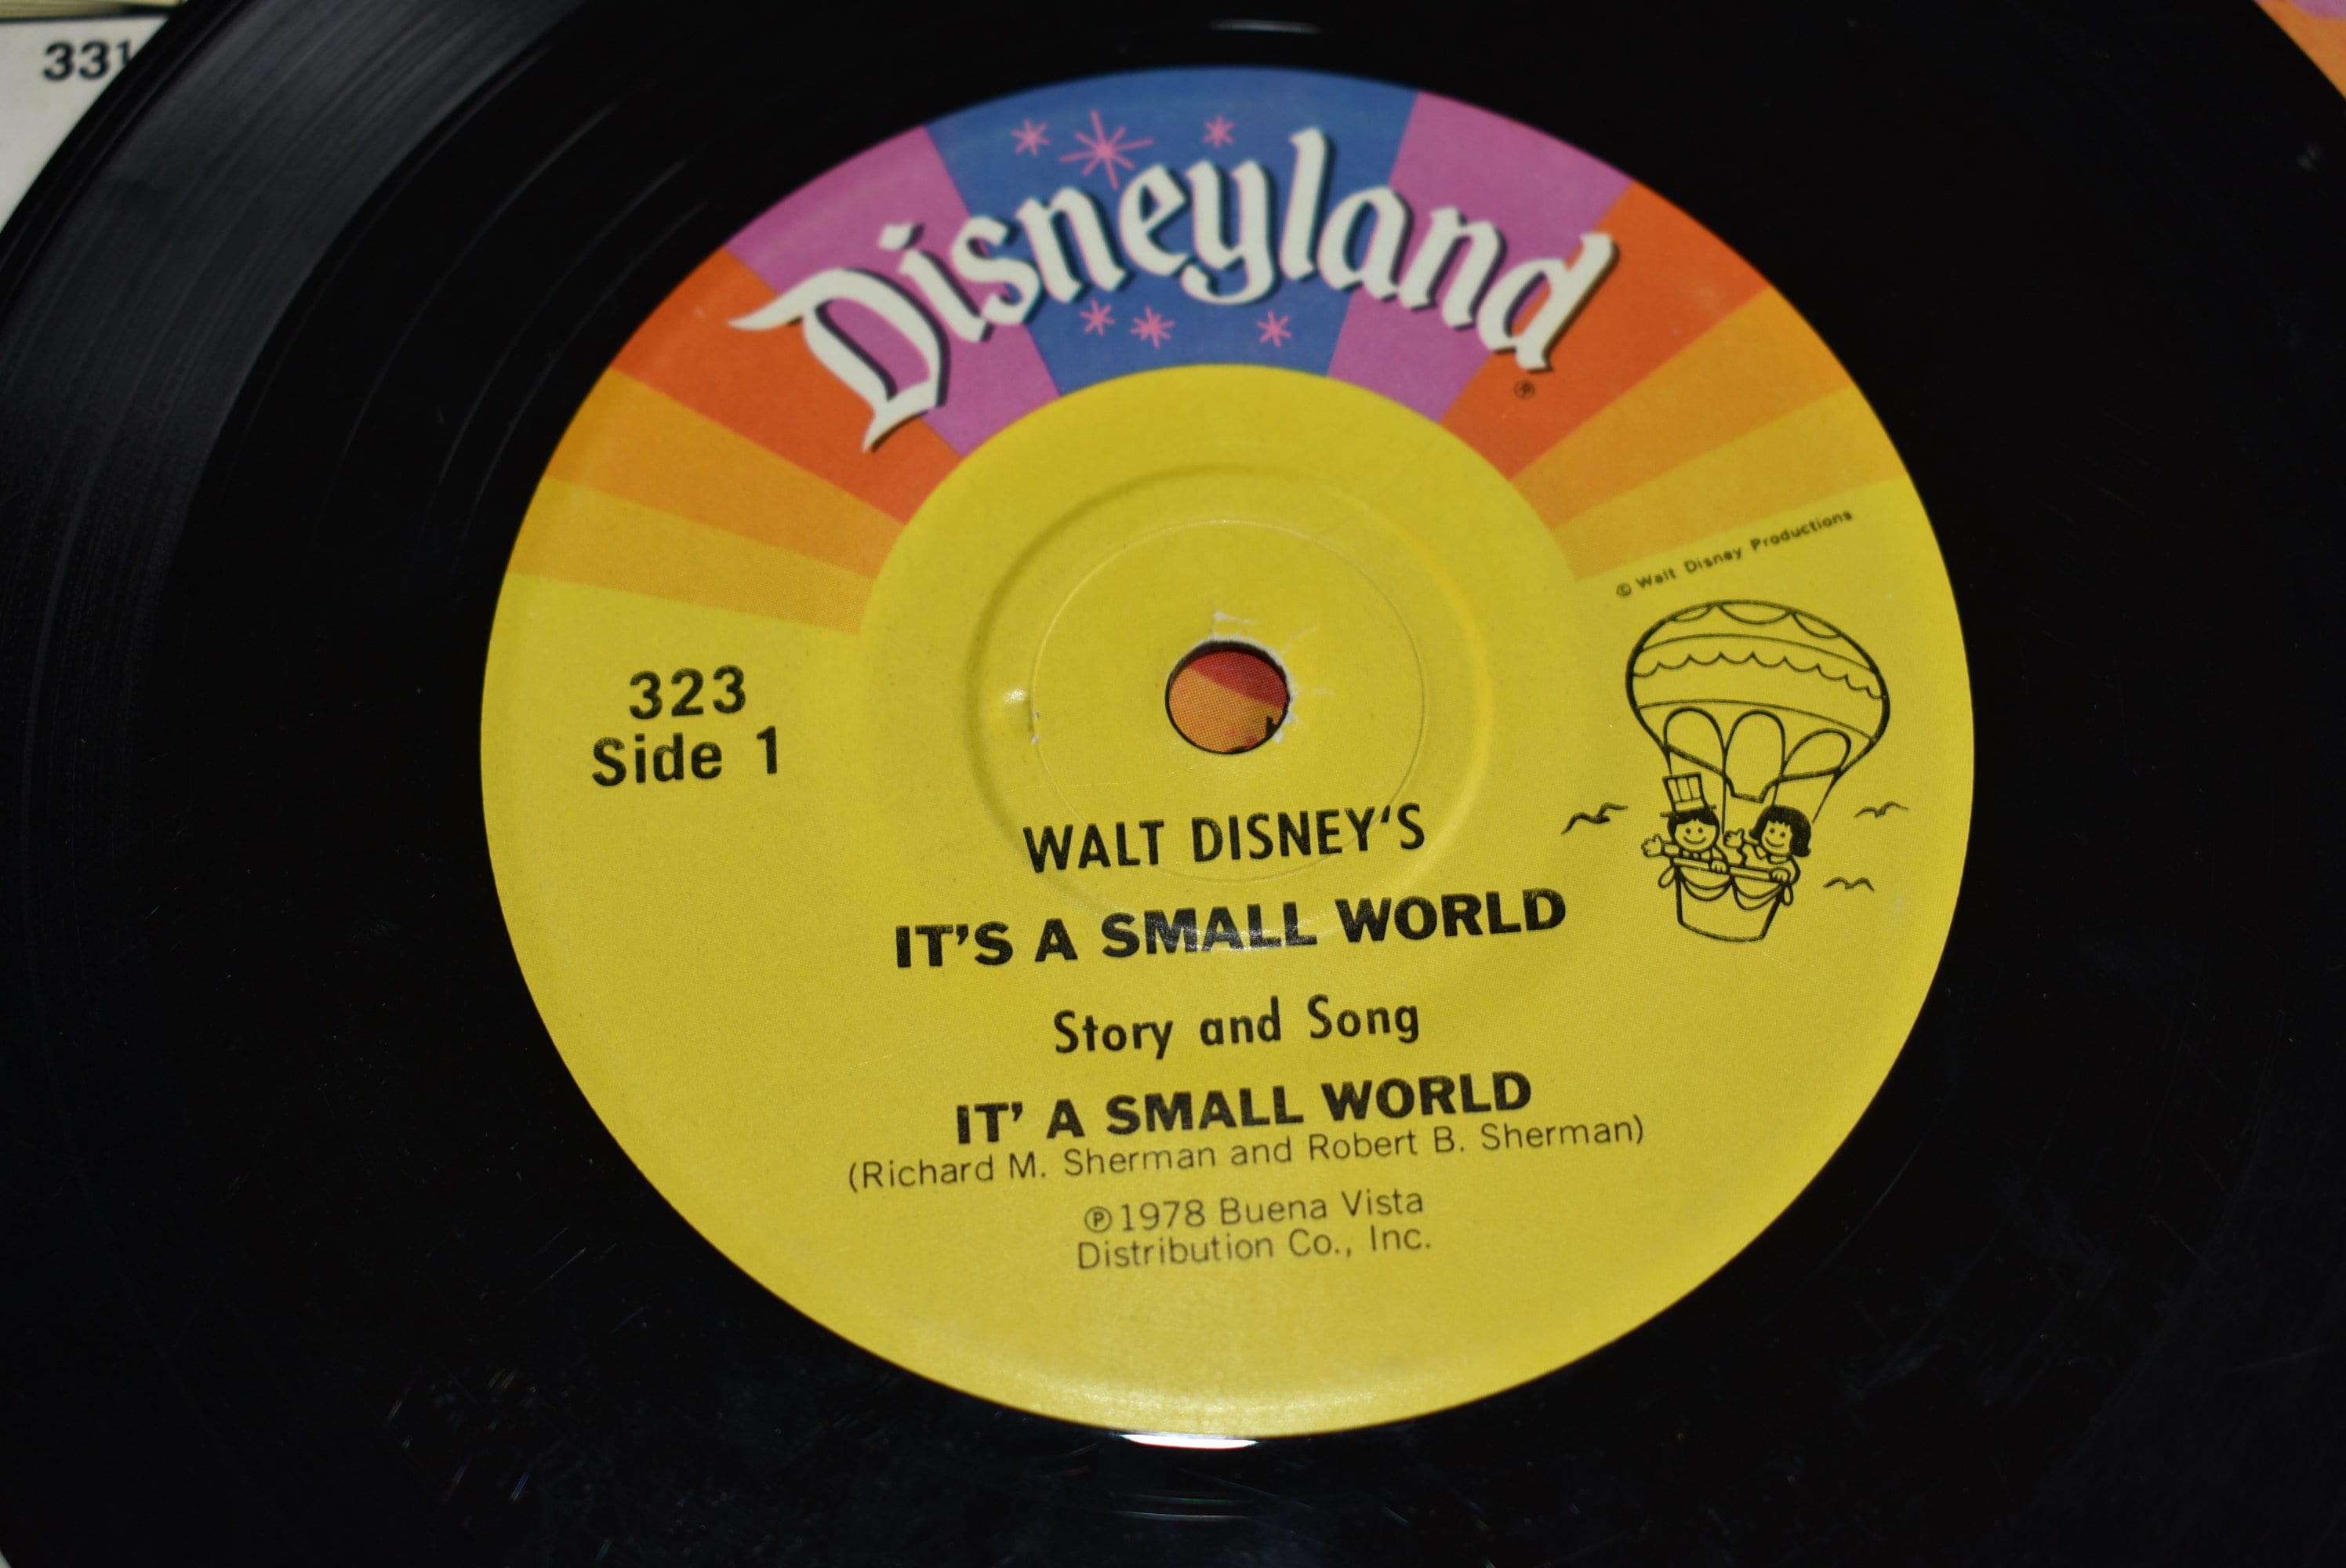 331
Disneyland
®
© Walt Disney Productions
323
Side 1
WALT DISNEY'S
IT'S A SMALL WORLD
Story and Song
IT' A SMALL WORLD
(Richard M. Sherman and Robert B. Sherman)
℗1978 Buena Vista
Distribution Co., Inc.